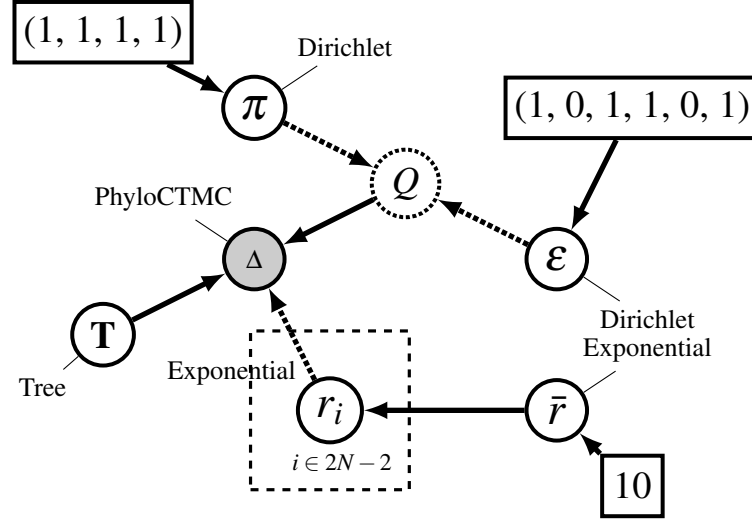 (1, 1, 1, 1)
Dirichlet
π
(1, 0, 1, 1, 0, 1)
Q
PhyloCTMC
Δ
ε
T
Dirichlet
Tree
Exponential
Exponential
r̄
r_i
i ∈ 2N − 2
10